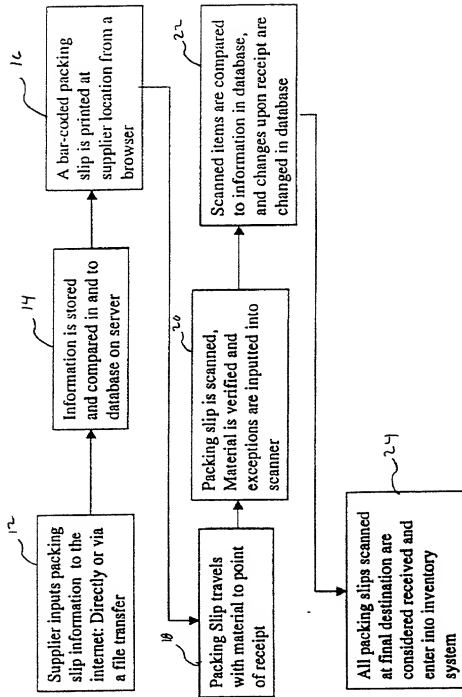 12
Supplier inputs packing
slip information to the
internet: Directly or via
a file transfer
14
Information is stored
and compared in and to
database on server
16
A bar-coded packing
slip is printed at
supplier location from a
browser
18
Packing Slip travels
with material to point
of receipt
20
Packing slip is scanned,
Material is verified and
exceptions are inputted into
scanner
22
Scanned items are compared
to information in database,
and changes upon receipt are
changed in database
24
All packing slips scanned
at final destination are
considered received and
enter into inventory
system